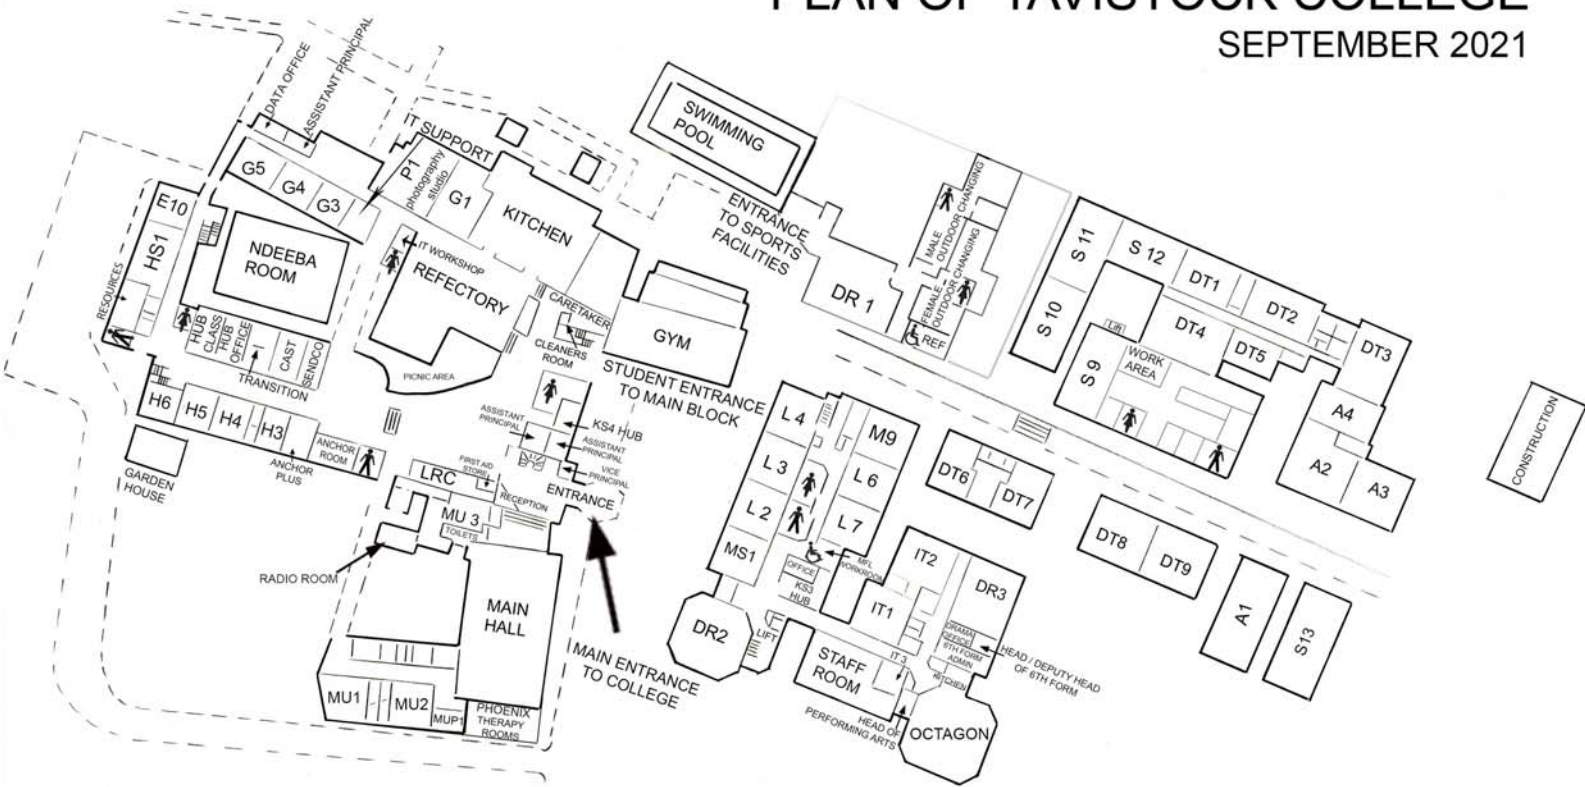 PLAN OF TAVISTOCK COLLEGE
SEPTEMBER 2021
DATA OFFICE
ASSISTANT PRINCIPAL
IT SUPPORT
G5
G4
G3
P1
photography
studio
G1
KITCHEN
E10
HS1
RESOURCES
NDEEBA
ROOM
IT WORKSHOP
REFECTORY
CARETAKER
CLEANERS
ROOM
GYM
HUB
CLASS
HUB
OFFICE
CAST
SENDCO
TRANSITION
PICNIC AREA
STUDENT ENTRANCE
TO MAIN BLOCK
H6
H5
H4
H3
ANCHOR
ROOM
ANCHOR
PLUS
GARDEN
HOUSE
ASSISTANT
PRINCIPAL
KS4 HUB
ASSISTANT
PRINCIPAL
VICE
PRINCIPAL
FIRST AID
STORE
LRC
RECEPTION
ENTRANCE
MU 3
TOILETS
RADIO ROOM
MAIN
HALL
MAIN ENTRANCE
TO COLLEGE
MU1
MU2
MUP1
PHOENIX
THERAPY
ROOMS
SWIMMING
POOL
ENTRANCE
TO SPORTS
FACILITIES
DR 1
MALE
OUTDOOR CHANGING
FEMALE
OUTDOOR CHANGING
REF
S 11
S 12
S 10
DT1
DT2
DT3
DT4
DT5
Lift
WORK
AREA
S 9
A4
A2
A3
CONSTRUCTION
L 4
L 3
L 2
MS1
M9
L 6
L 7
MFL
WORKROOM
OFFICE
KS3
HUB
DR2
LIFT
DT6
DT7
IT2
IT1
DR3
DRAMA
OFFICE
6TH FORM
ADMIN
HEAD / DEPUTY HEAD
OF 6TH FORM
IT 3
KITCHEN
STAFF
ROOM
HEAD OF
PERFORMING ARTS
OCTAGON
DT8
DT9
A1
S13